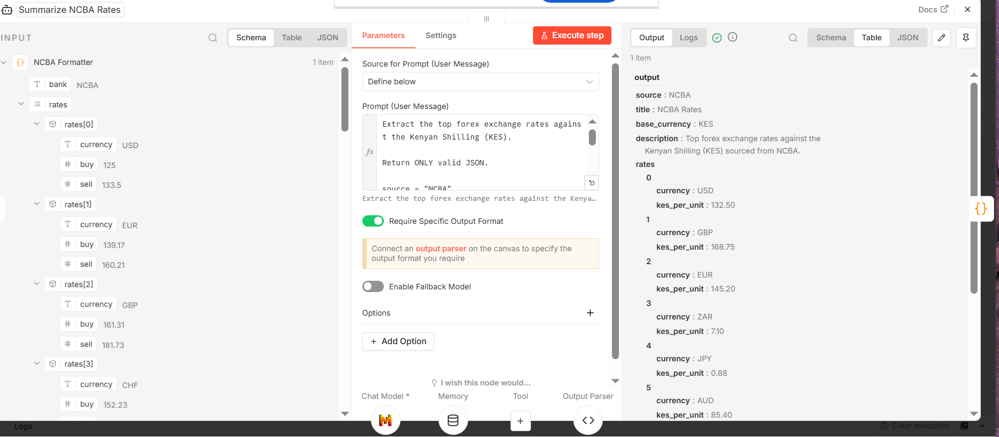 Summarize NCBA Rates
Docs
INPUT
Schema
Table
JSON
NCBA Formatter
1 item
T bank NCBA
rates
rates[0]
T currency USD
# buy 125
# sell 133.5
rates[1]
T currency EUR
# buy 139.17
# sell 160.21
rates[2]
T currency GBP
# buy 161.31
# sell 181.73
rates[3]
T currency CHF
# buy 152.23
Parameters
Settings
Execute step
Source for Prompt (User Message)
Define below
Prompt (User Message)
fx
Extract the top forex exchange rates agains
t the Kenyan Shilling (KES).
Return ONLY valid JSON.
source = "NCBA"
Extract the top forex exchange rates against the Kenya…
Require Specific Output Format
Connect an output parser on the canvas to specify the
output format you require
Enable Fallback Model
Options
Add Option
I wish this node would...
Chat Model *
Memory
Tool
Output Parser
Output
Logs
Schema
Table
JSON
1 item
output
source : NCBA
title : NCBA Rates
base_currency : KES
description : Top forex exchange rates against the
Kenyan Shilling (KES) sourced from NCBA.
rates
0
currency : USD
kes_per_unit : 132.50
1
currency : GBP
kes_per_unit : 168.75
2
currency : EUR
kes_per_unit : 145.20
3
currency : ZAR
kes_per_unit : 7.10
4
currency : JPY
kes_per_unit : 0.88
5
currency : AUD
kes_per_unit : 85.40
Logs
Clear execution